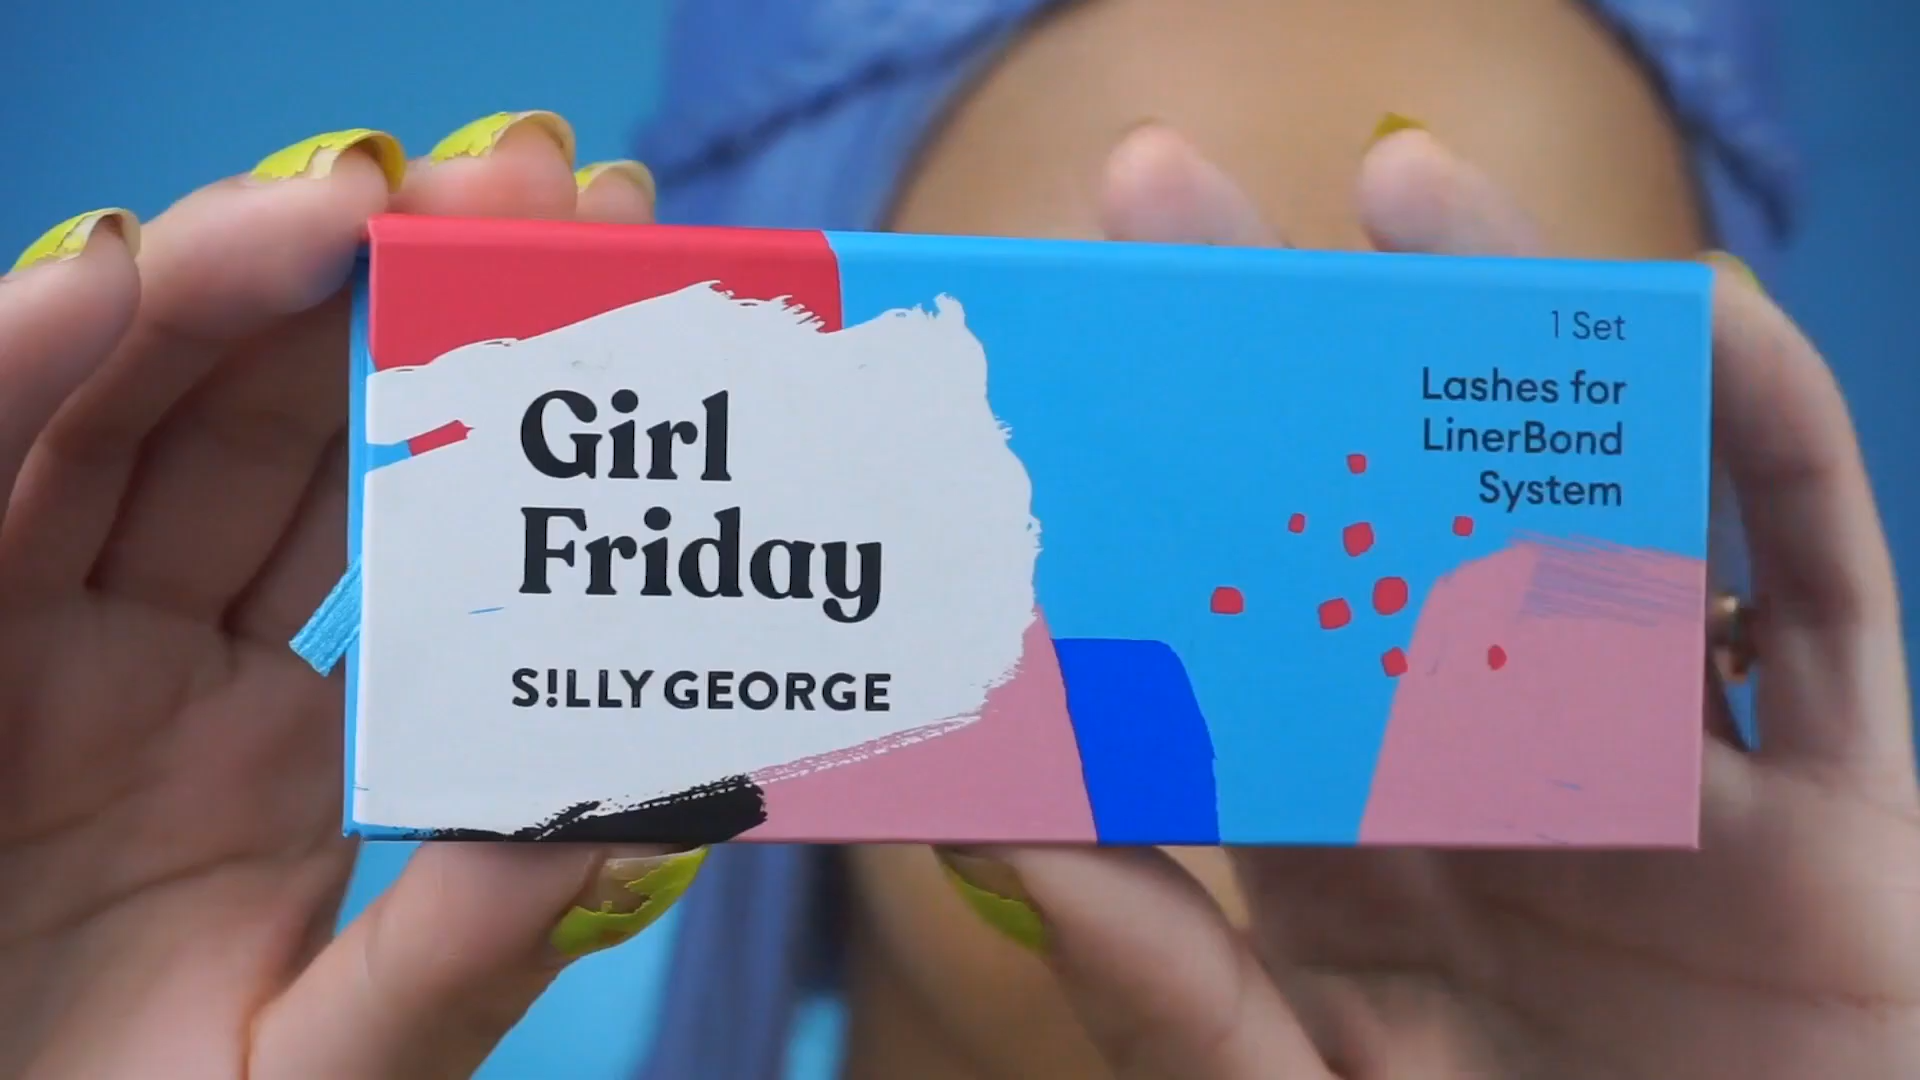 Girl
Friday
S!LLY GEORGE
1 Set
Lashes for
LinerBond
System